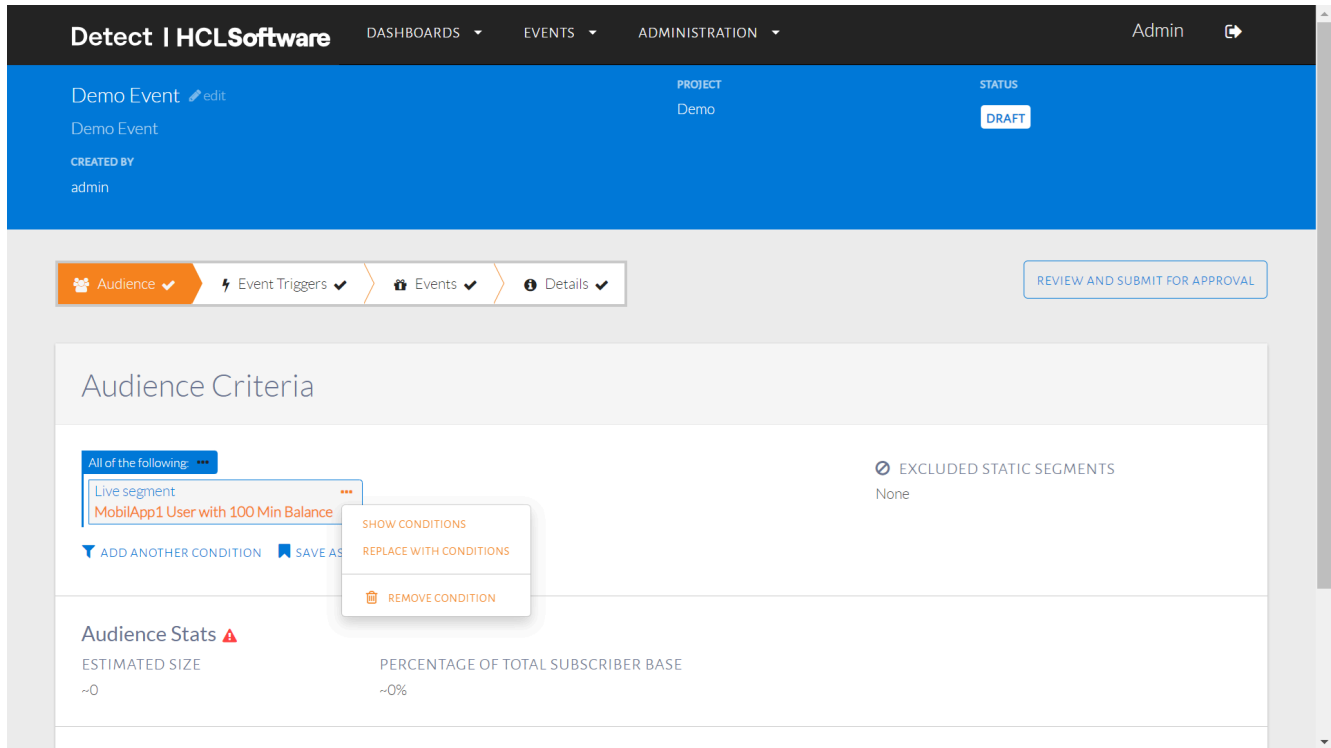 Detect | HCLSoftware DASHBOARDS EVENTS ADMINISTRATION Admin
Demo Event edit
Demo Event
CREATED BY
admin
PROJECT
Demo
STATUS
DRAFT
Audience Event Triggers Events Details
REVIEW AND SUBMIT FOR APPROVAL
Audience Criteria
All of the following: •••
Live segment •••
MobilApp1 User with 100 Min Balance
ADD ANOTHER CONDITION SAVE AS
SHOW CONDITIONS
REPLACE WITH CONDITIONS
REMOVE CONDITION
EXCLUDED STATIC SEGMENTS
None
Audience Stats
ESTIMATED SIZE
~0
PERCENTAGE OF TOTAL SUBSCRIBER BASE
~0%